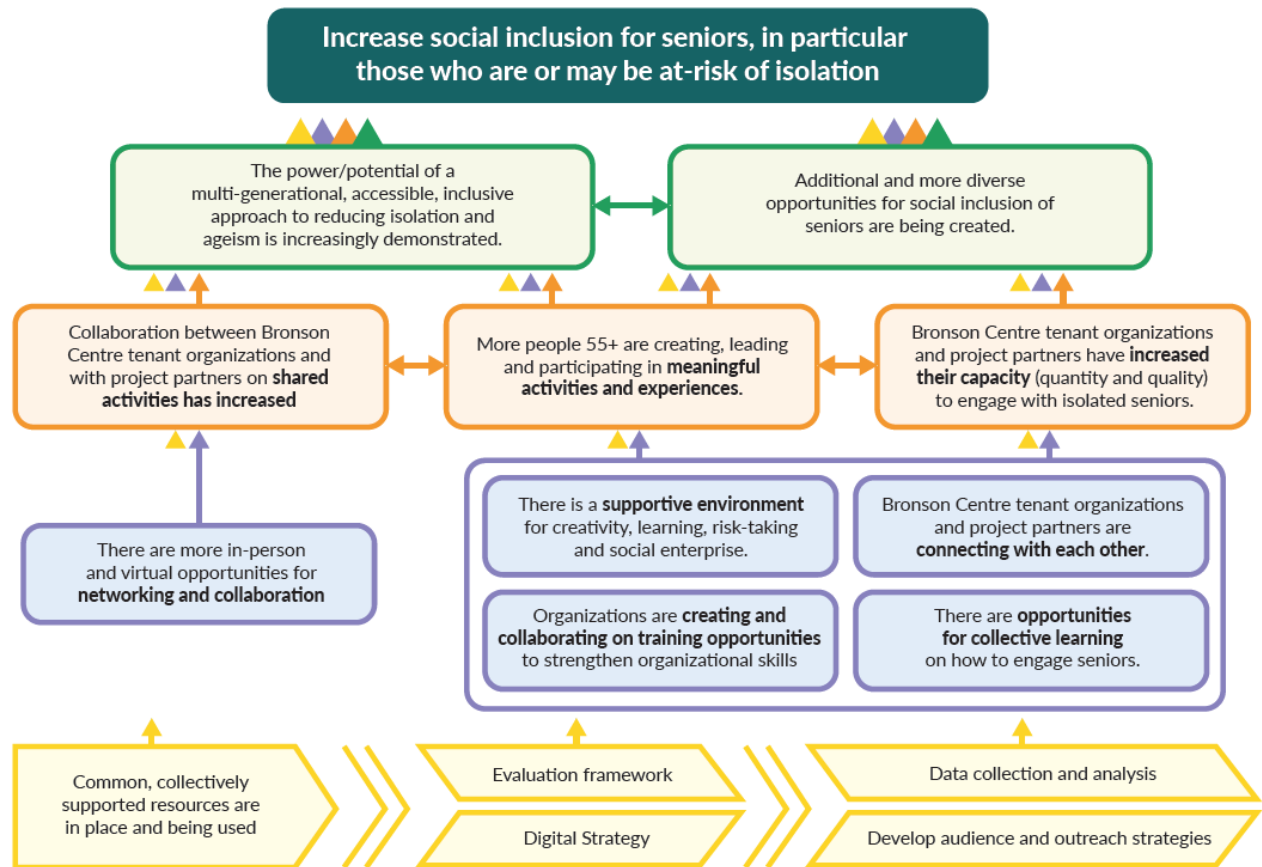 Increase social inclusion for seniors, in particular
those who are or may be at-risk of isolation
The power/potential of a
multi-generational, accessible, inclusive
approach to reducing isolation and
ageism is increasingly demonstrated.
Additional and more diverse
opportunities for social inclusion of
seniors are being created.
Collaboration between Bronson
Centre tenant organizations and
with project partners on shared
activities has increased
More people 55+ are creating, leading
and participating in meaningful
activities and experiences.
Bronson Centre tenant organizations
and project partners have increased
their capacity (quantity and quality)
to engage with isolated seniors.
There are more in-person
and virtual opportunities for
networking and collaboration
There is a supportive environment
for creativity, learning, risk-taking
and social enterprise.
Bronson Centre tenant organizations
and project partners are
connecting with each other.
Organizations are creating and
collaborating on training opportunities
to strengthen organizational skills
There are opportunities
for collective learning
on how to engage seniors.
Common, collectively
supported resources are
in place and being used
Evaluation framework
Digital Strategy
Data collection and analysis
Develop audience and outreach strategies